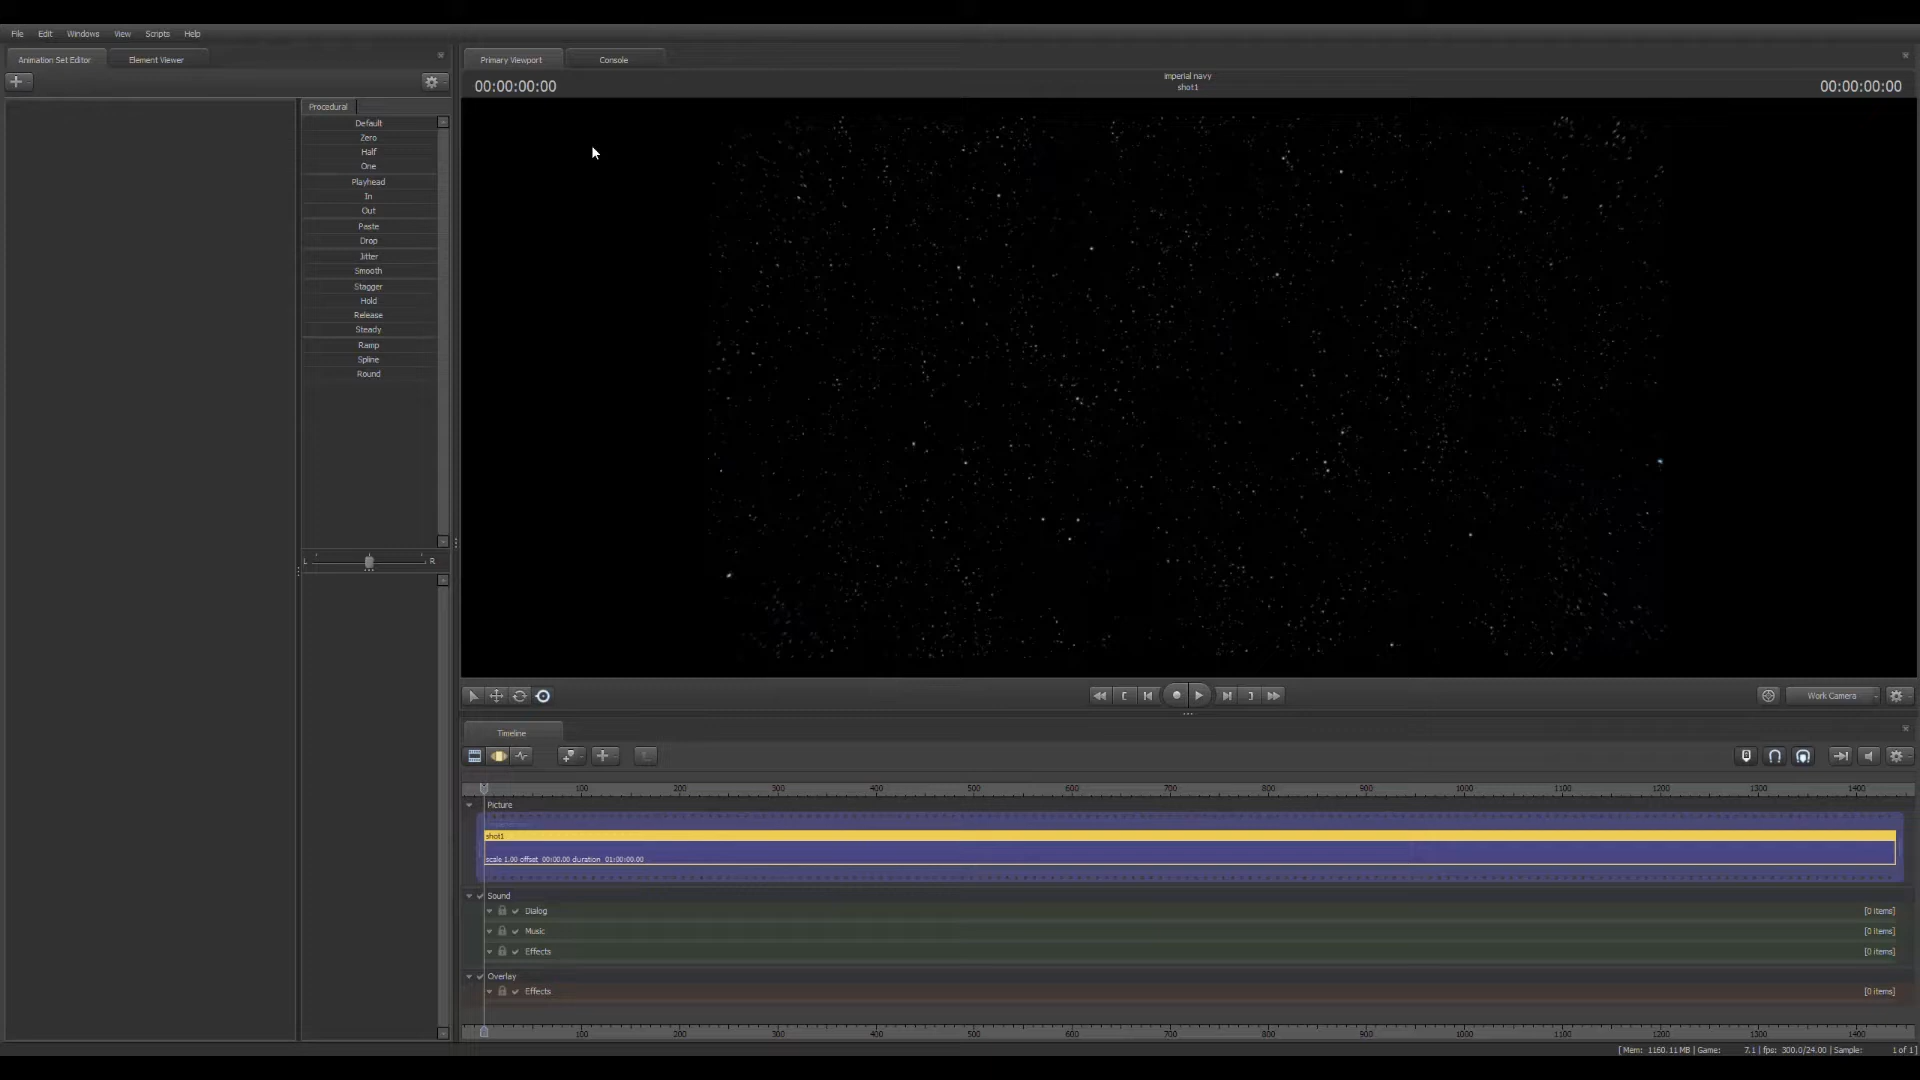 File Edit Windows View Scripts Help
Animation Set Editor Element Viewer
Primary Viewport Console
00:00:00:00
imperial navy
shot1
00:00:00:00
Procedural
Default
Zero
Half
One
Playhead
In
Out
Paste
Drop
Jitter
Smooth
Stagger
Hold
Release
Steady
Ramp
Spline
Round
L R
Work Camera
Timeline
100 200 300 400 500 600 700 800 900 1000 1100 1200 1300 1400
Picture
shot1
scale 1.00 offset 00:00.00 duration 01:00:00.00
Sound
Dialog [0 items]
Music [0 items]
Effects [0 items]
Overlay
Effects [0 items]
100 200 300 400 500 600 700 800 900 1000 1100 1200 1300 1400
[ Mem: 1160.11 MB | Game: 7.1 | fps: 300.0/24.00 | Sample: 1 of 1 ]